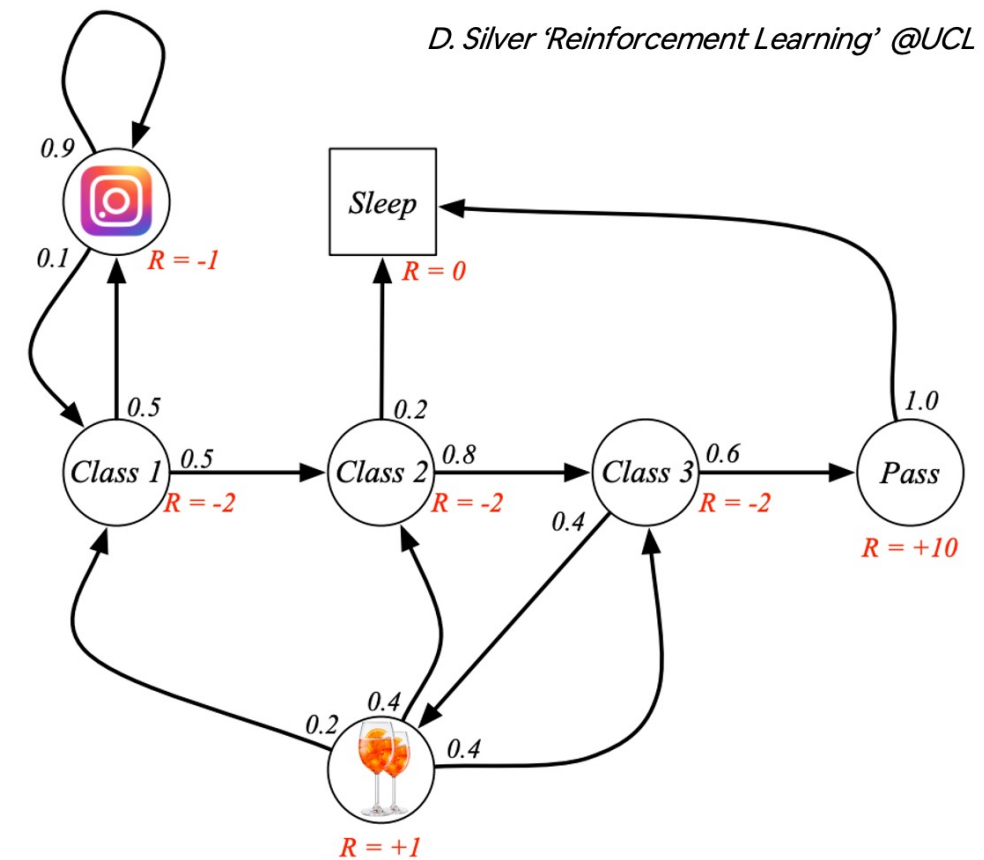 D. Silver ‘Reinforcement Learning’ @UCL
0.9
0.1
R = -1
Sleep
R = 0
0.5
0.2
1.0
Class 1
0.5
R = -2
Class 2
0.8
R = -2
Class 3
0.6
R = -2
Pass
R = +10
0.4
0.2
0.4
0.4
R = +1